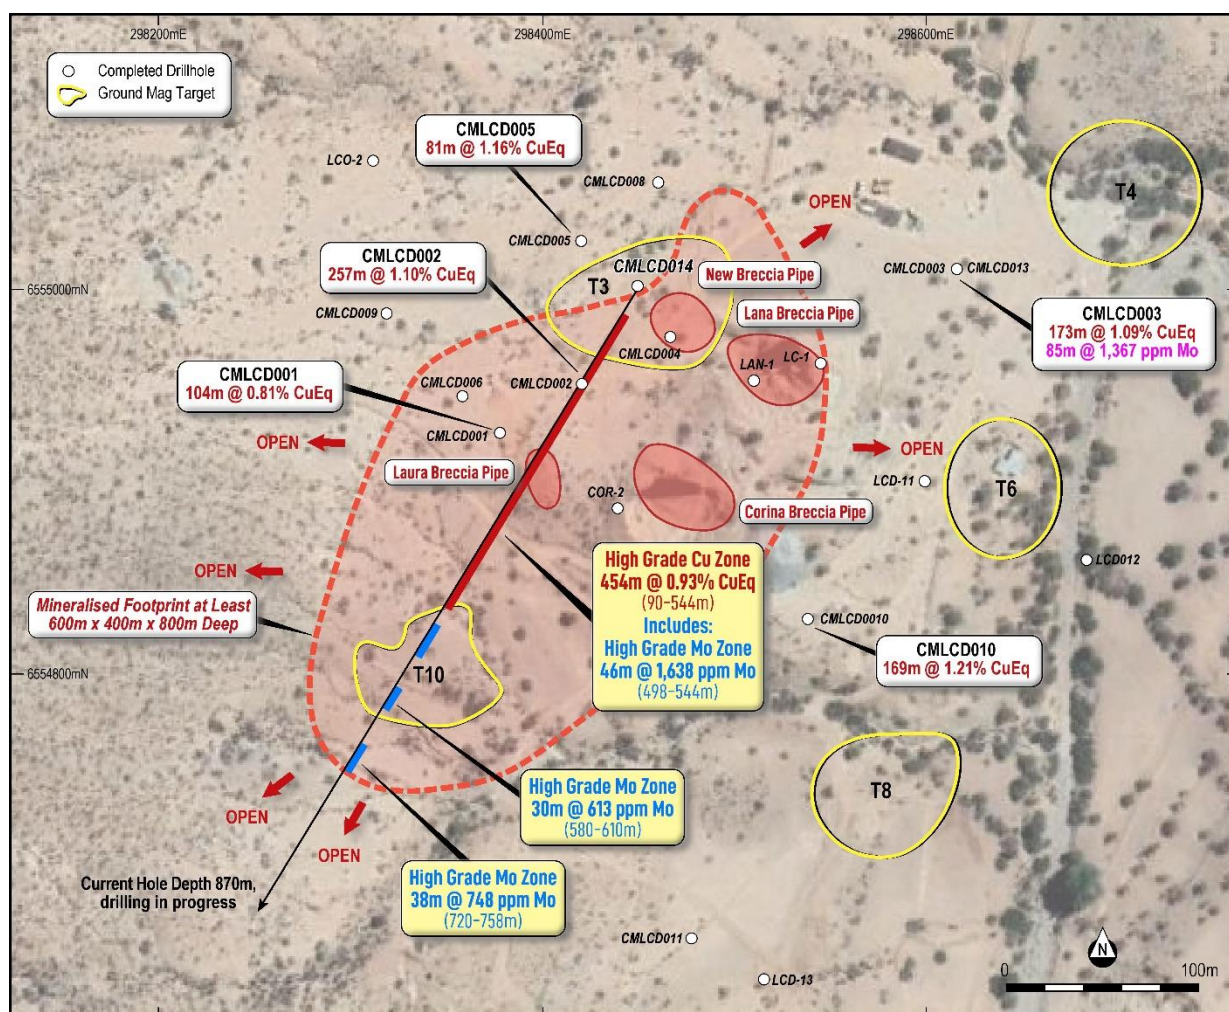 298200mE
298400mE
298600mE
Completed Drillhole
Ground Mag Target
CMLCD005
81m @ 1.16% CuEq
LCO-2
CMLCD008
T4
OPEN
CMLCD005
CMLCD002
257m @ 1.10% CuEq
CMLCD014
New Breccia Pipe
CMLCD003
CMLCD013
T3
6555000mN
CMLCD009
Lana Breccia Pipe
CMLCD003
173m @ 1.09% CuEq
85m @ 1,367 ppm Mo
CMLCD004
LC-1
LAN-1
CMLCD001
104m @ 0.81% CuEq
CMLCD006
CMLCD002
CMLCD001
OPEN
OPEN
Laura Breccia Pipe
LCD-11
T6
COR-2
Corina Breccia Pipe
High Grade Cu Zone
454m @ 0.93% CuEq
(90-544m)
Includes:
High Grade Mo Zone
46m @ 1,638 ppm Mo
(498-544m)
LCD012
OPEN
Mineralised Footprint at Least
600m x 400m x 800m Deep
CMLCD0010
CMLCD010
169m @ 1.21% CuEq
6554800mN
T10
High Grade Mo Zone
30m @ 613 ppm Mo
(580-610m)
T8
OPEN
OPEN
High Grade Mo Zone
38m @ 748 ppm Mo
(720-758m)
Current Hole Depth 870m,
drilling in progress
CMLCD011
LCD-13
N
0
100m